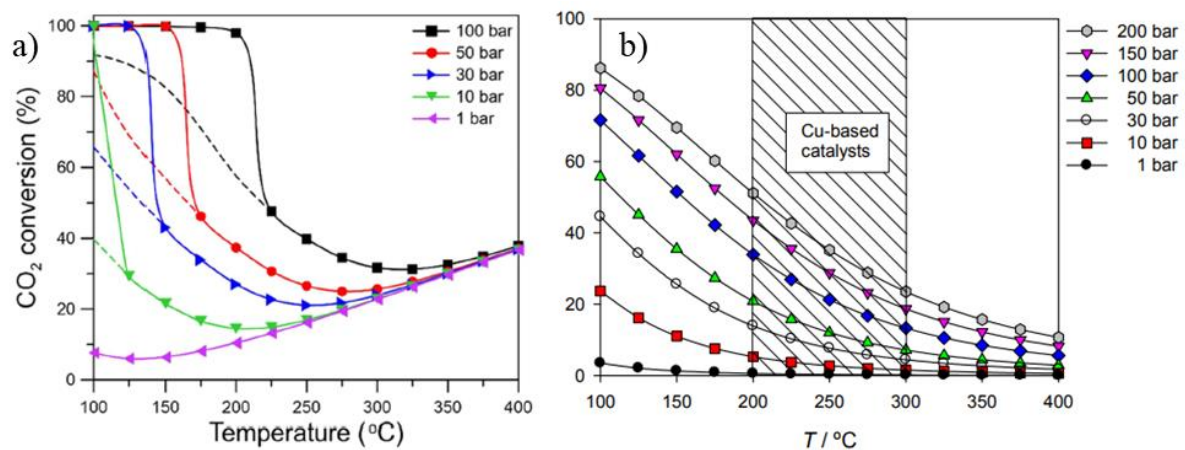 a)
100
80
60
40
20
0
CO₂ conversion (%)
100 bar
50 bar
30 bar
10 bar
1 bar
100 150 200 250 300 350 400
Temperature (°C)
b)
100
80
60
40
20
0
Cu-based
catalysts
200 bar
150 bar
100 bar
50 bar
30 bar
10 bar
1 bar
100 150 200 250 300 350 400
T / °C